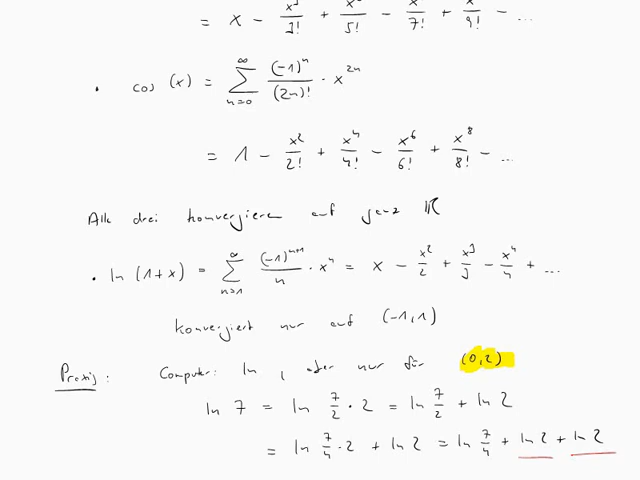 = x - x³/3! + x⁵/5! - x⁷/7! + x⁹/9! - ...
· cos (x) = ∑_{n=0}^{∞} (-1)ⁿ/(2n)! · x²ⁿ
= 1 - x²/2! + x⁴/4! - x⁶/6! + x⁸/8! - ...
Alle drei konvergieren auf ganz ℝ
· ln (1+x) = ∑_{n=1}^{∞} (-1)ⁿ⁺¹/n · xⁿ = x - x²/2 + x³/3 - x⁴/4 + ...
konvergiert nur auf (-1,1)
Praxis: Computer: ln , aber nur für (0,2)
ln 7 = ln 7/2 · 2 = ln 7/2 + ln 2
= ln 7/4 · 2 + ln 2 = ln 7/4 + ln 2 + ln 2